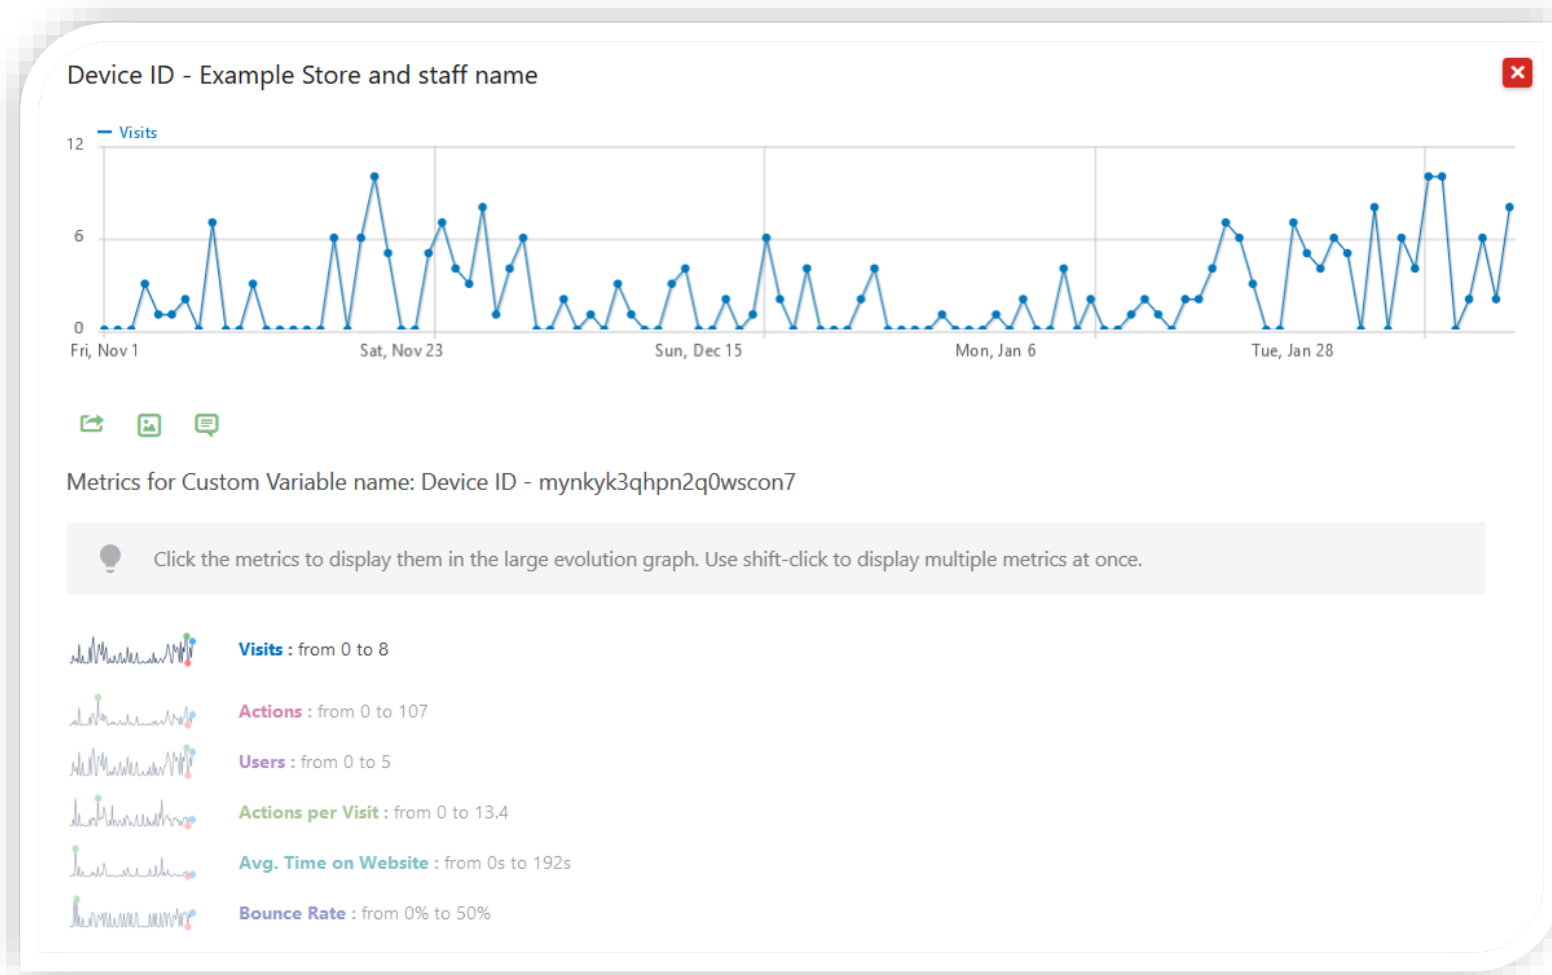 Device ID - Example Store and staff name
Visits
12
6
0
Fri, Nov 1 Sat, Nov 23 Sun, Dec 15 Mon, Jan 6 Tue, Jan 28
Metrics for Custom Variable name: Device ID - mynkyk3qhpn2q0wscon7
Click the metrics to display them in the large evolution graph. Use shift-click to display multiple metrics at once.
Visits : from 0 to 8
Actions : from 0 to 107
Users : from 0 to 5
Actions per Visit : from 0 to 13.4
Avg. Time on Website : from 0s to 192s
Bounce Rate : from 0% to 50%